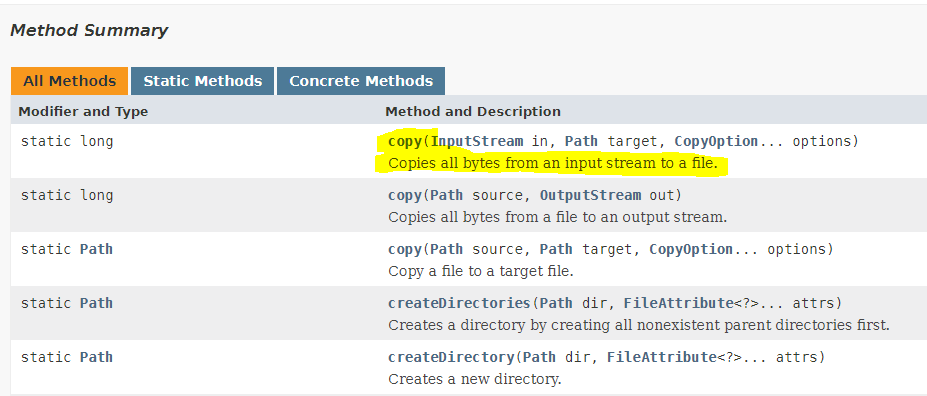 Method Summary
All Methods Static Methods Concrete Methods
Modifier and Type Method and Description
static long copy(InputStream in, Path target, CopyOption... options)
Copies all bytes from an input stream to a file.
static long copy(Path source, OutputStream out)
Copies all bytes from a file to an output stream.
static Path copy(Path source, Path target, CopyOption... options)
Copy a file to a target file.
static Path createDirectories(Path dir, FileAttribute<?>... attrs)
Creates a directory by creating all nonexistent parent directories first.
static Path createDirectory(Path dir, FileAttribute<?>... attrs)
Creates a new directory.